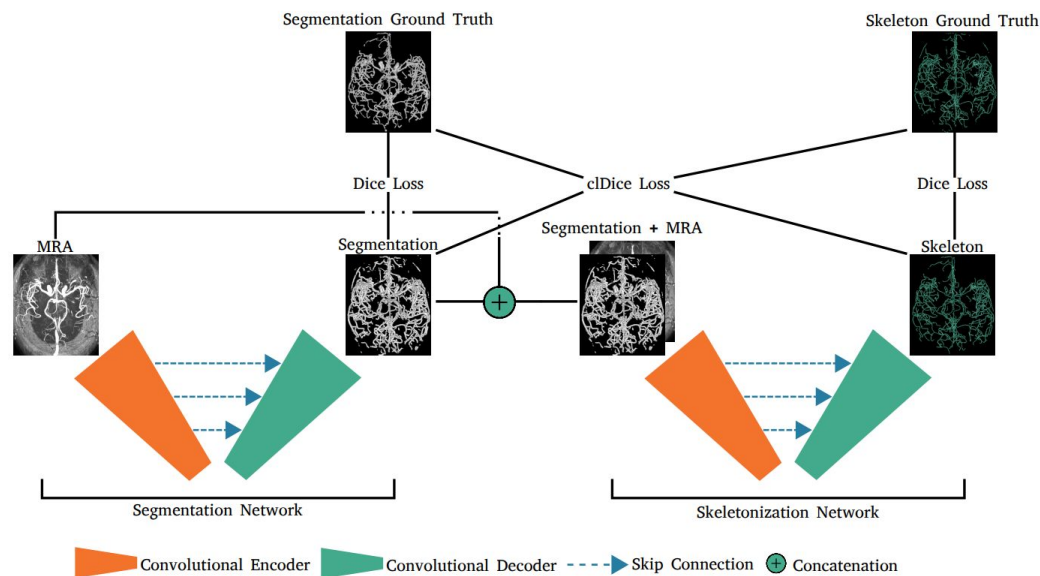 Segmentation Ground Truth
Skeleton Ground Truth
Dice Loss
clDice Loss
Dice Loss
MRA
Segmentation
Segmentation + MRA
Skeleton
Segmentation Network
Skeletonization Network
Convolutional Encoder
Convolutional Decoder
Skip Connection
Concatenation